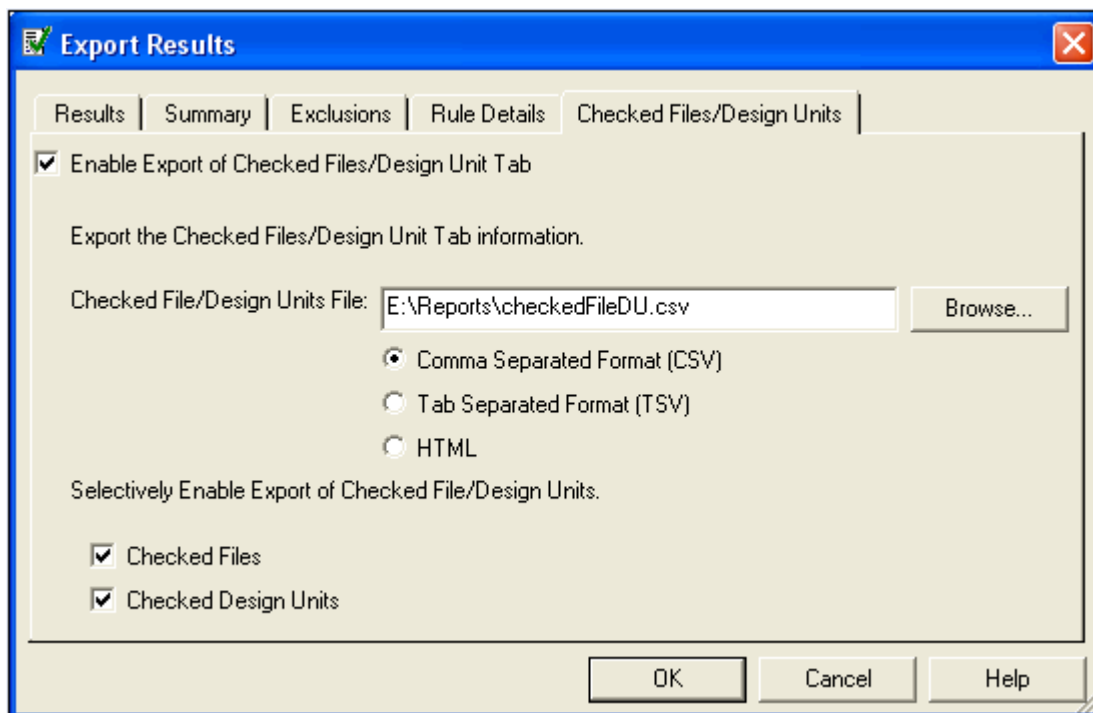 Export Results
Results Summary Exclusions Rule Details Checked Files/Design Units
Enable Export of Checked Files/Design Unit Tab
Export the Checked Files/Design Unit Tab information.
Checked File/Design Units File: E:\Reports\checkedFileDU.csv Browse...
Comma Separated Format (CSV)
Tab Separated Format (TSV)
HTML
Selectively Enable Export of Checked File/Design Units.
Checked Files
Checked Design Units
OK Cancel Help